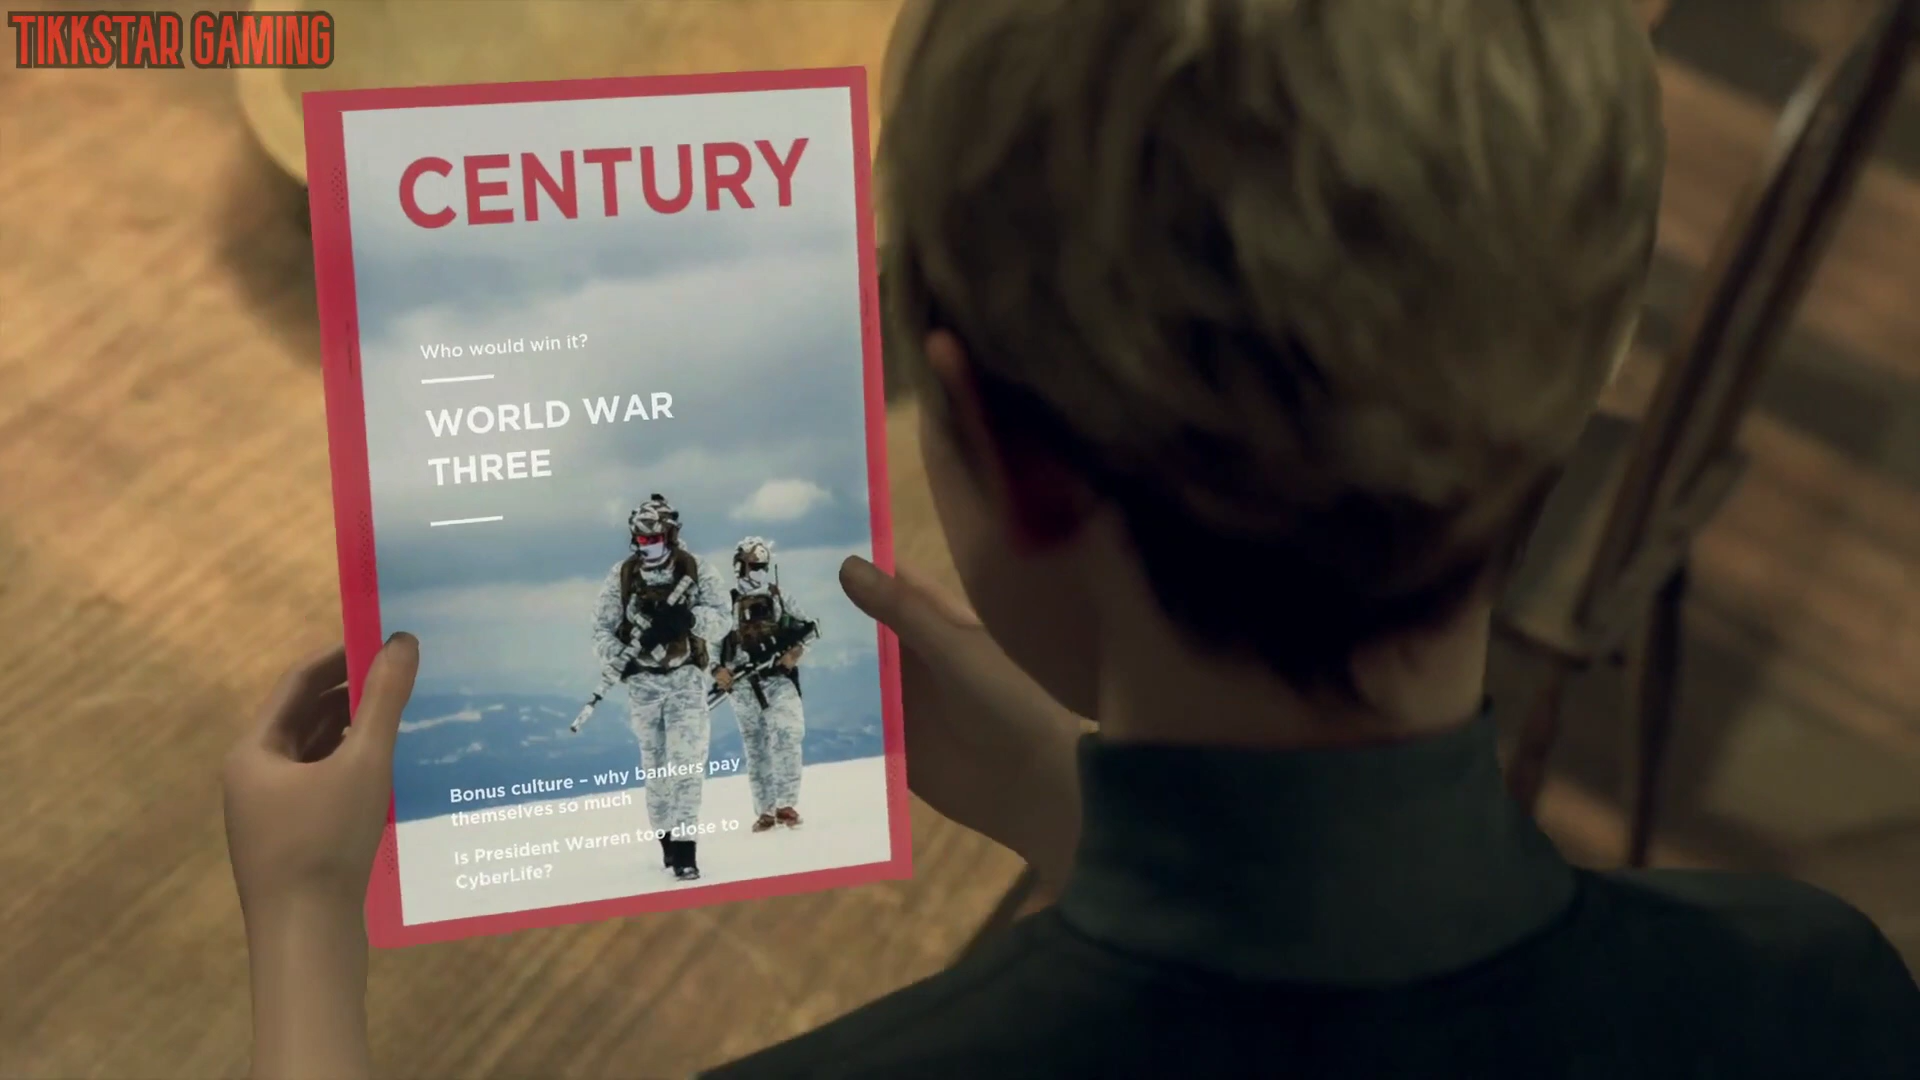 TIKKSTAR GAMING
CENTURY
Who would win it?
WORLD WAR
THREE
Bonus culture – why bankers pay
themselves so much
Is President Warren too close to
CyberLife?